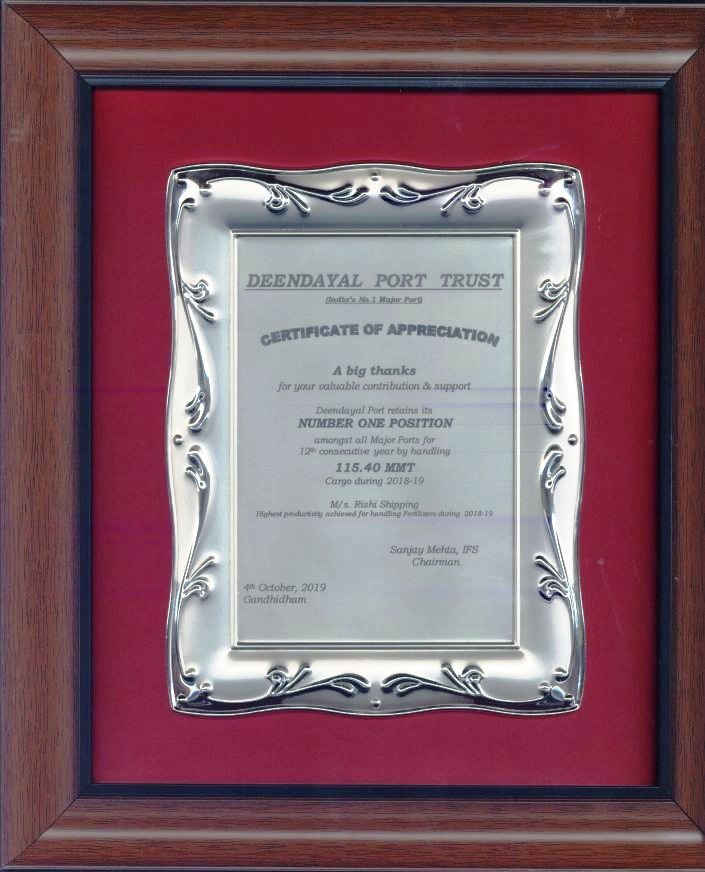 DEENDAYAL PORT TRUST
(India's No.1 Major Port)
CERTIFICATE OF APPRECIATION
A big thanks
for your valuable contribution & support
Deendayal Port retains its
NUMBER ONE POSITION
amongst all Major Ports for
12th consecutive year by handling
115.40 MMT
Cargo during 2018-19
M/s. Rishi Shipping
Highest productivity achieved for handling Fertilizers during 2018-19
Sanjay Mehta, IFS
Chairman
4th October, 2019
Gandhidham